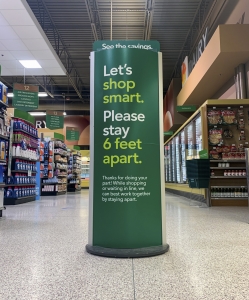 See the savings.
Let's
shop
smart.
Please
stay
6 feet
apart.
Thanks for doing your
part! While shopping
or waiting in line, we
can best work together
by staying apart.
12